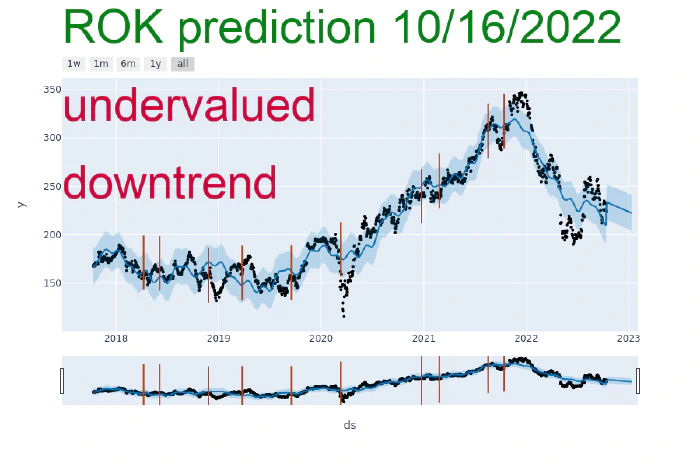 ROK prediction 10/16/2022
1w 1m 6m 1y all
undervalued
downtrend
350
300
250
200
150
y
2018 2019 2020 2021 2022 2023
ds